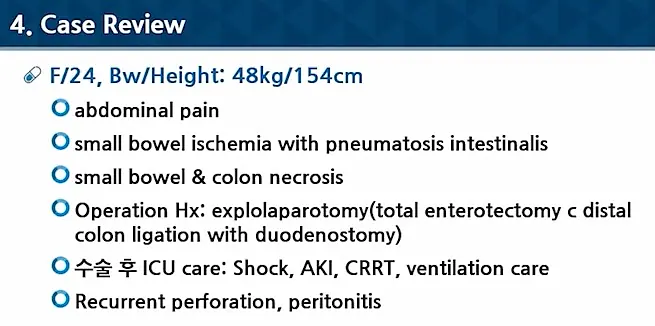 4. Case Review
F/24, Bw/Height: 48kg/154cm
abdominal pain
small bowel ischemia with pneumatosis intestinalis
small bowel & colon necrosis
Operation Hx: explolaparotomy(total enterotectomy c distal
colon ligation with duodenostomy)
수술 후 ICU care: Shock, AKI, CRRT, ventilation care
Recurrent perforation, peritonitis